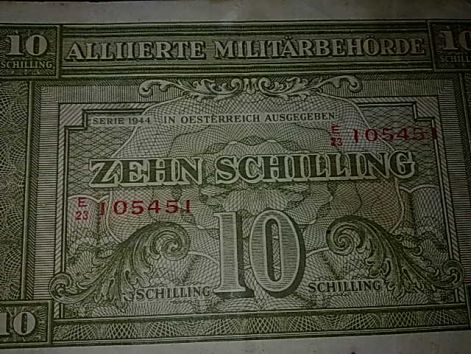 10 ALLIIERTE MILITÄRBEHÖRDE 10
SCHILLING SCHILLING
SERIE 1944 IN OESTERREICH AUSGEGEBEN
E 23 105451
ZEHN SCHILLING
E 23 105451
10
SCHILLING SCHILLING
10